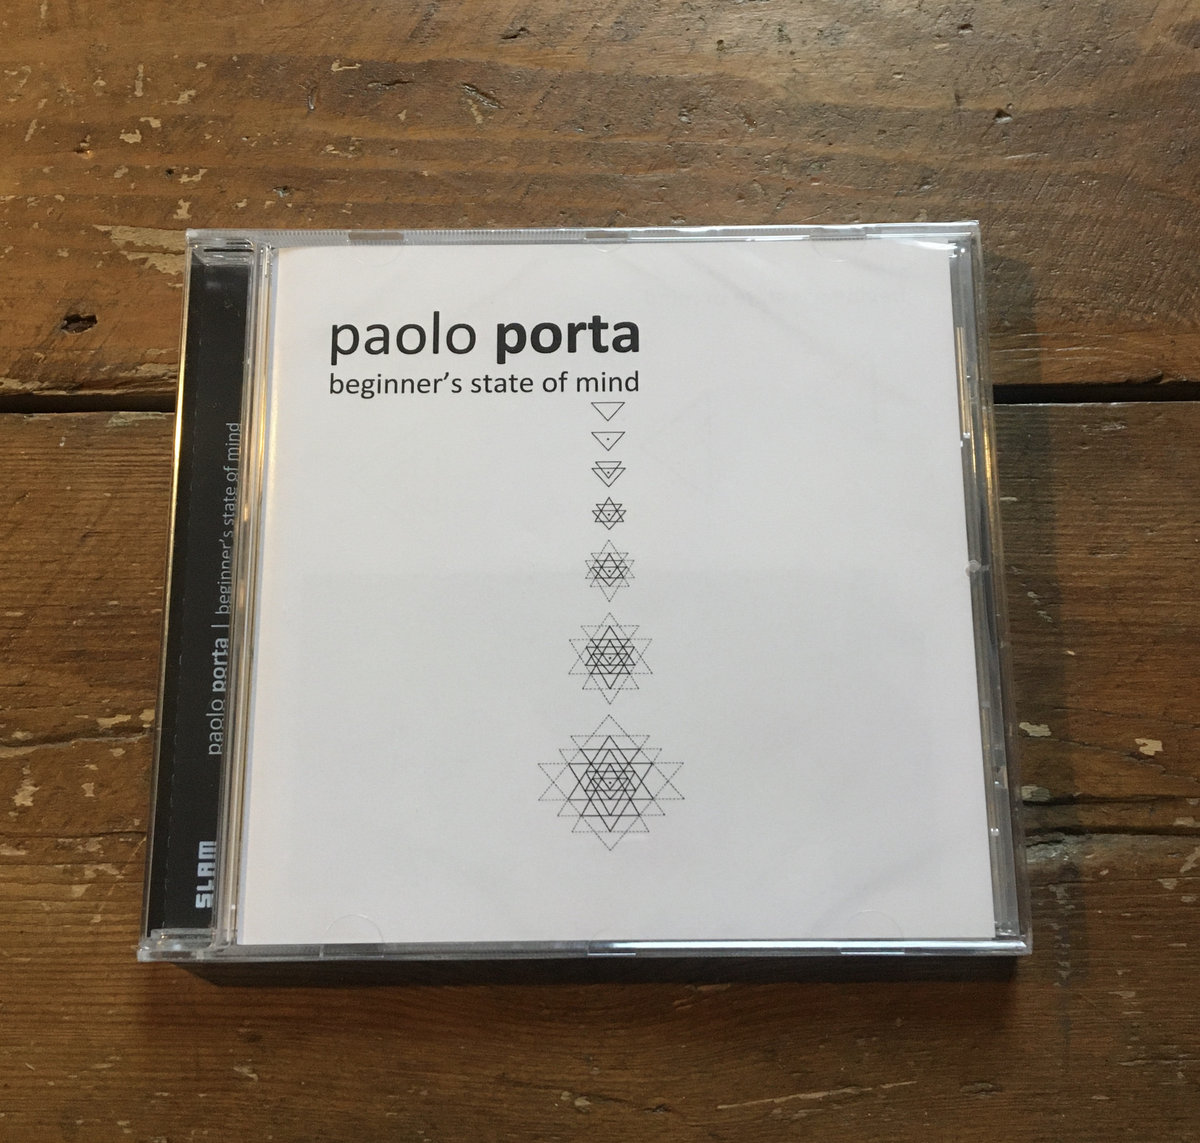 paolo porta
beginner's state of mind
paolo porta | beginner's state of mind
SLAM